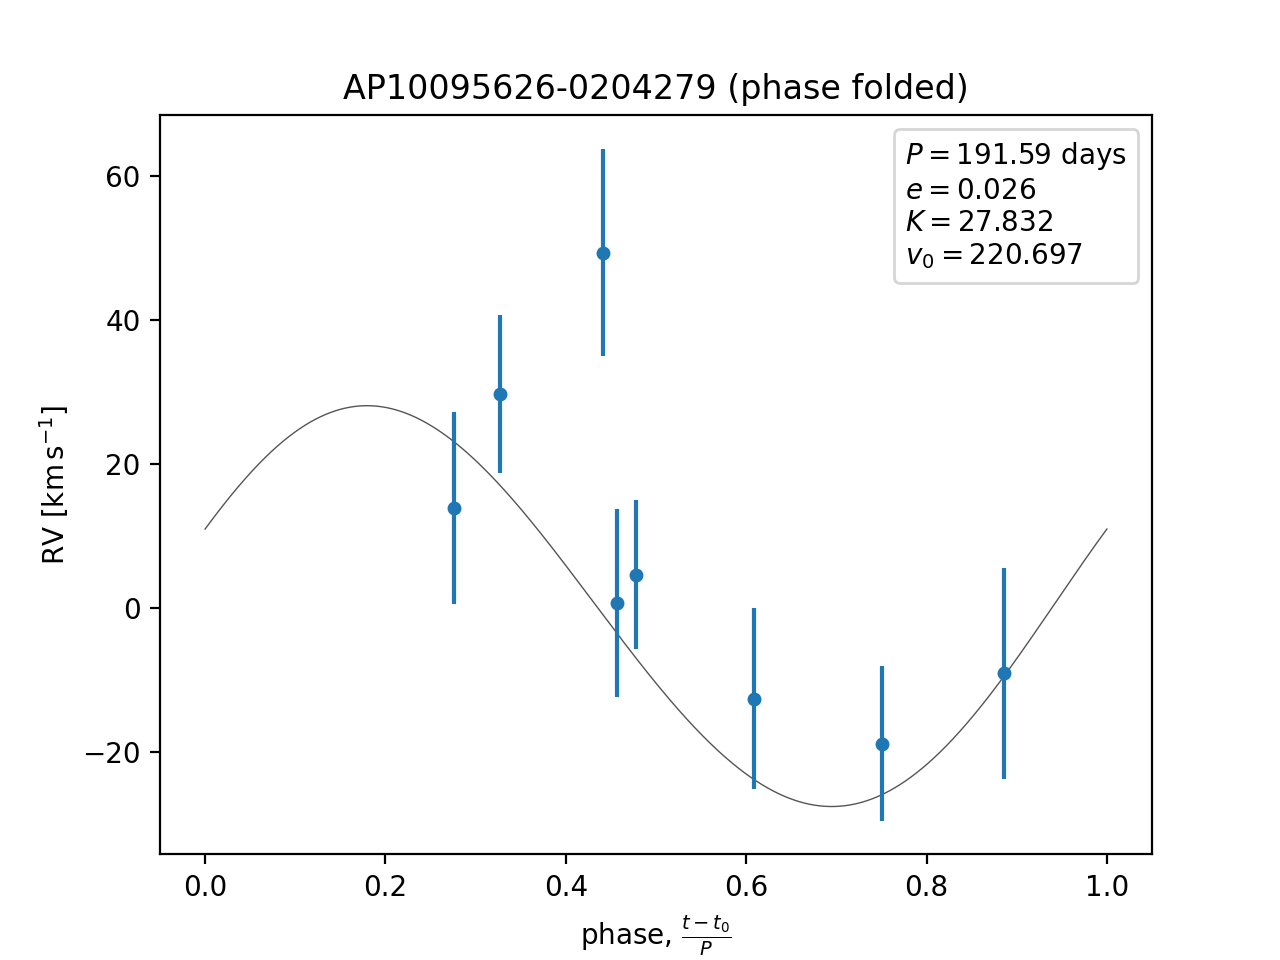 AP10095626-0204279 (phase folded)
P = 191.59 days
e = 0.026
K = 27.832
v₀ = 220.697
60
40
20
0
−20
RV [km s⁻¹]
0.0 0.2 0.4 0.6 0.8 1.0
phase, (t − t₀)/P